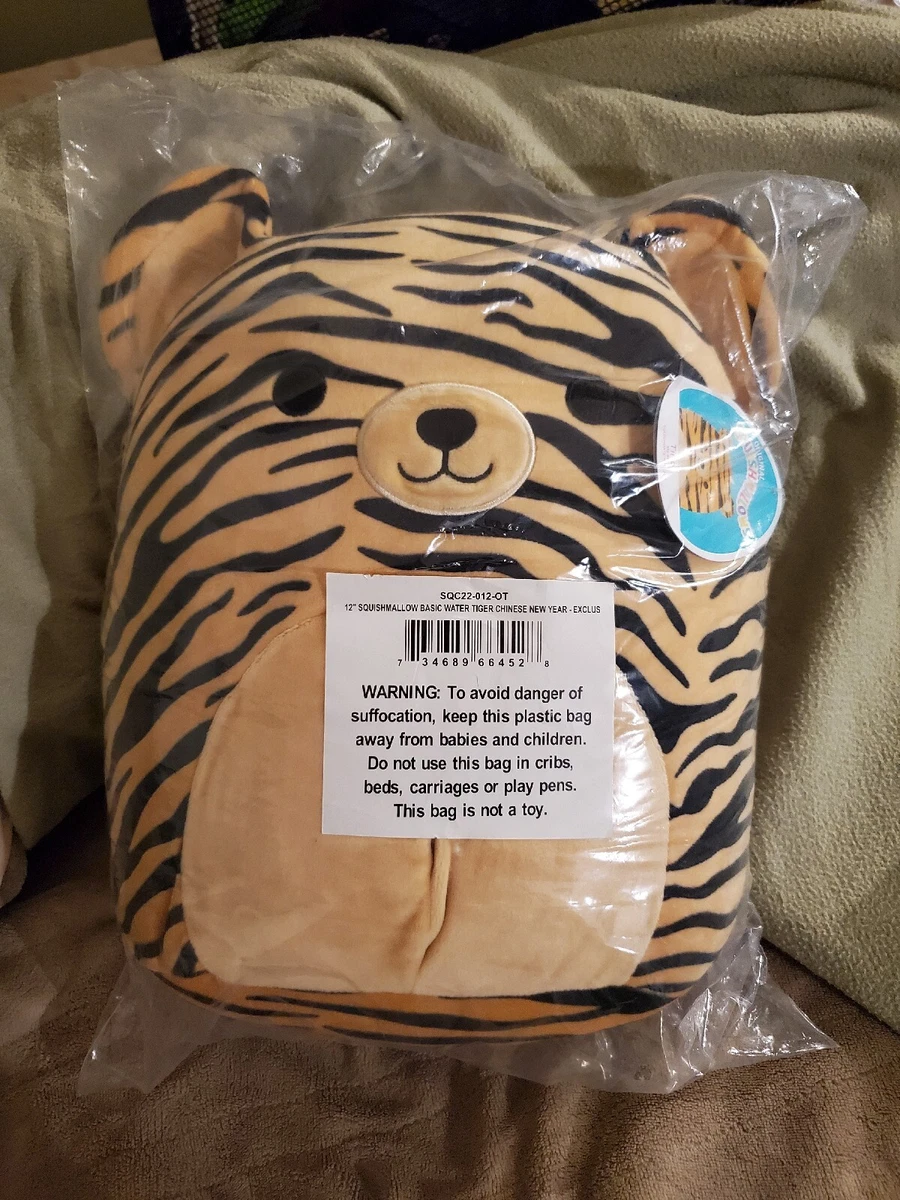 ORIGINAL
SQC22-012-OT
12" SQUISHMALLOW BASIC WATER TIGER CHINESE NEW YEAR - EXCLUS
7 34689 66452 8
WARNING: To avoid danger of
suffocation, keep this plastic bag
away from babies and children.
Do not use this bag in cribs,
beds, carriages or play pens.
This bag is not a toy.